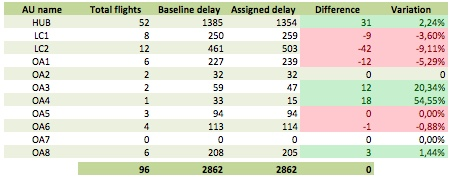 AU name Total flights Baseline delay Assigned delay Difference Variation
HUB 52 1385 1354 31 2,24%
LC1 8 250 259 -9 -3,60%
LC2 12 461 503 -42 -9,11%
OA1 6 227 239 -12 -5,29%
OA2 2 32 32 0 0
OA3 2 59 47 12 20,34%
OA4 1 33 15 18 54,55%
OA5 3 94 94 0 0,00%
OA6 4 113 114 -1 -0,88%
OA7 0 0 0 0 0,00%
OA8 6 208 205 3 1,44%
96 2862 2862 0